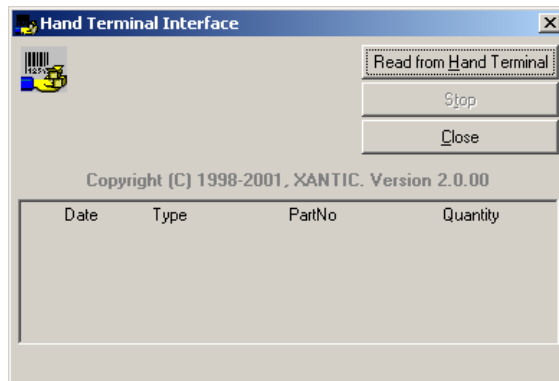 Hand Terminal Interface
Read from Hand Terminal
Stop
Close
Copyright (C) 1998-2001, XANTIC. Version 2.0.00
Date Type PartNo Quantity